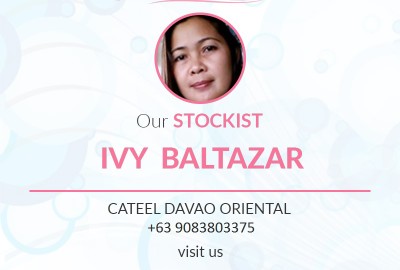 Our STOCKIST
IVY BALTAZAR
CATEEL DAVAO ORIENTAL
+63 9083803375
visit us